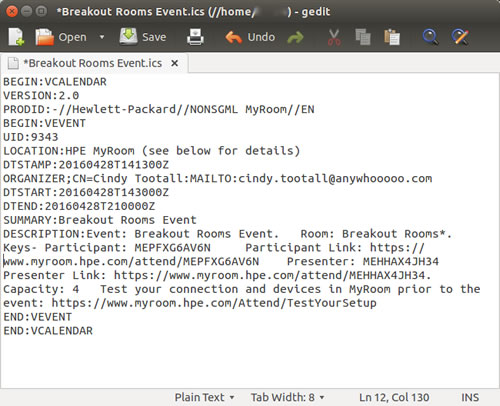 *Breakout Rooms Event.ics (//home/ ) - gedit
Open Save Undo
*Breakout Rooms Event.ics
BEGIN:VCALENDAR
VERSION:2.0
PRODID:-//Hewlett-Packard//NONSGML MyRoom//EN
BEGIN:VEVENT
UID:9343
LOCATION:HPE MyRoom (see below for details)
DTSTAMP:20160428T141300Z
ORGANIZER;CN=Cindy Tootall:MAILTO:cindy.tootall@anywhooooo.com
DTSTART:20160428T143000Z
DTEND:20160428T210000Z
SUMMARY:Breakout Rooms Event
DESCRIPTION:Event: Breakout Rooms Event.   Room: Breakout Rooms*.
Keys- Participant: MEPFXG6AV6N     Participant Link: https://
www.myroom.hpe.com/attend/MEPFXG6AV6N    Presenter: MEHHAX4JH34
Presenter Link: https://www.myroom.hpe.com/attend/MEHHAX4JH34.
Capacity: 4   Test your connection and devices in MyRoom prior to the
event: https://www.myroom.hpe.com/Attend/TestYourSetup
END:VEVENT
END:VCALENDAR
Plain Text Tab Width: 8 Ln 12, Col 130 INS